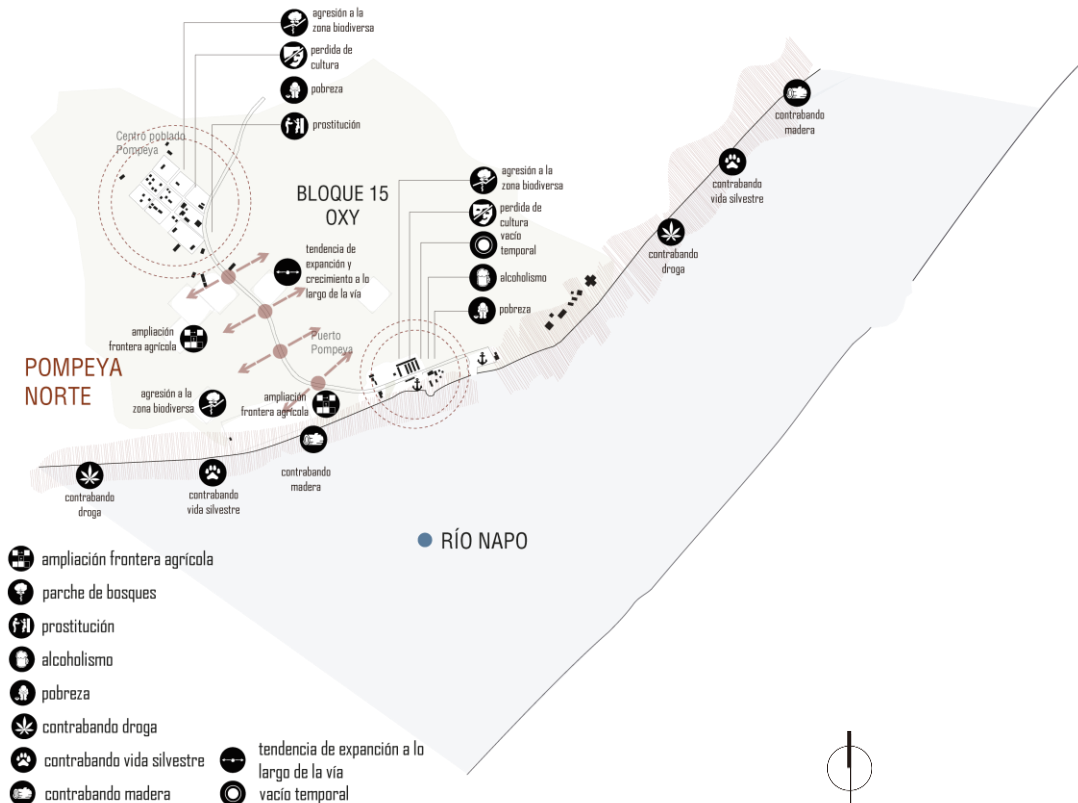 agresión a la
zona biodiversa
perdida de
cultura
pobreza
prostitución
Centro poblado
Pompeya
BLOQUE 15
OXY
tendencia de
expanción y
crecimiento a lo
largo de la vía
agresión a la
zona biodiversa
perdida de
cultura
vacío
temporal
alcoholismo
pobreza
contrabando
madera
contrabando
vida silvestre
contrabando
droga
ampliación
frontera agrícola
Puerto
Pompeya
POMPEYA
NORTE
agresión a la
zona biodiversa
ampliación
frontera agrícola
contrabando
madera
contrabando
droga
contrabando
vida silvestre
RÍO NAPO
ampliación frontera agrícola
parche de bosques
prostitución
alcoholismo
pobreza
contrabando droga
contrabando vida silvestre
contrabando madera
tendencia de expansión a lo
largo de la vía
vacío temporal